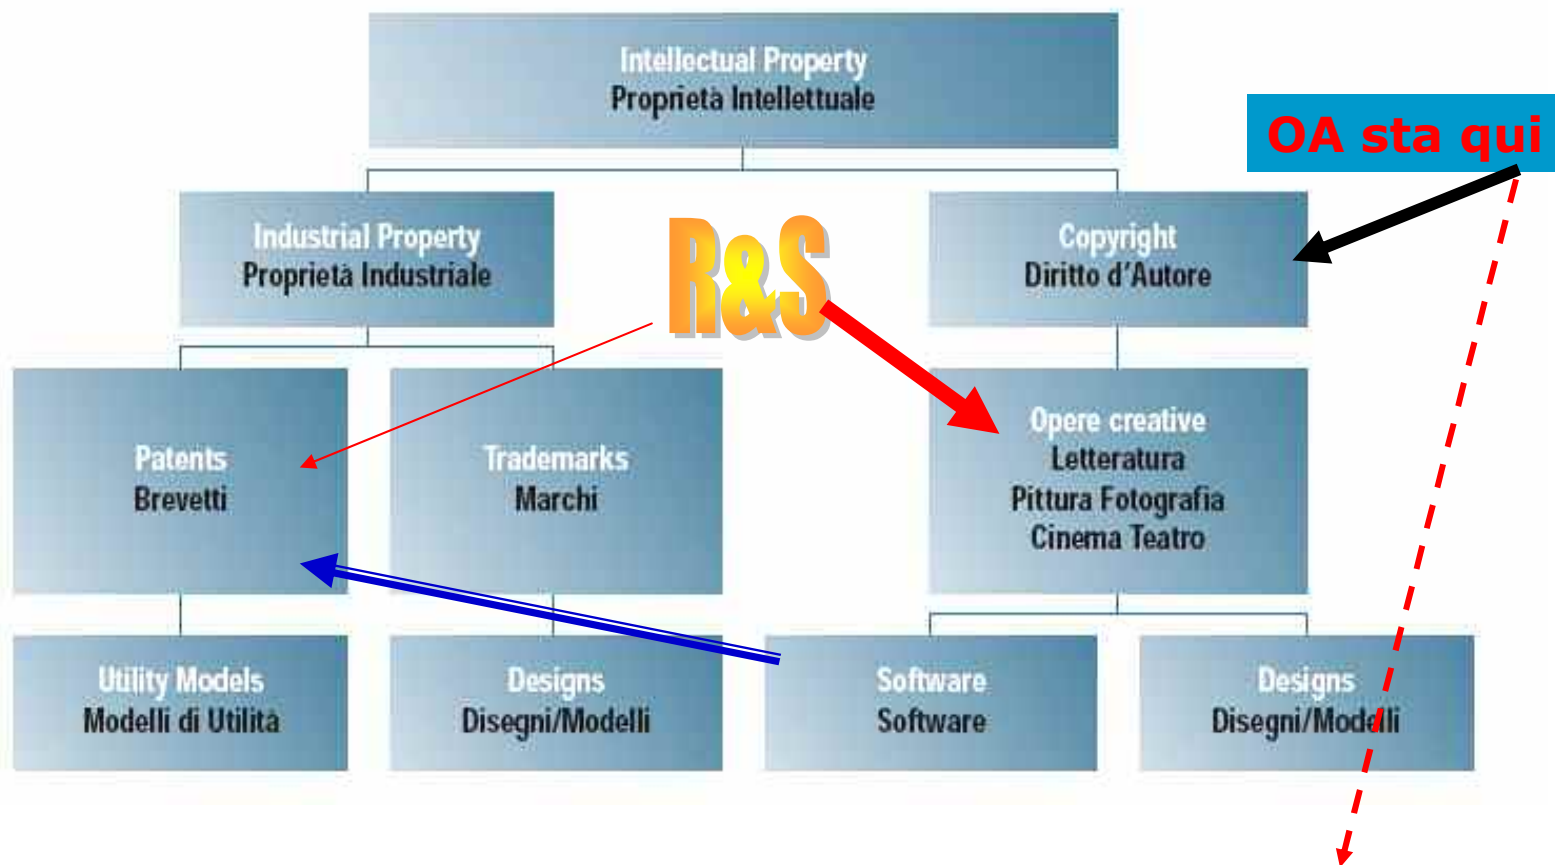 Intellectual Property
Proprietà Intellettuale
OA sta qui
Industrial Property
Proprietà Industriale
R&S
Copyright
Diritto d'Autore
Patents
Brevetti
Trademarks
Marchi
Opere creative
Letteratura
Pittura Fotografia
Cinema Teatro
Utility Models
Modelli di Utilità
Designs
Disegni/Modelli
Software
Software
Designs
Disegni/Modelli